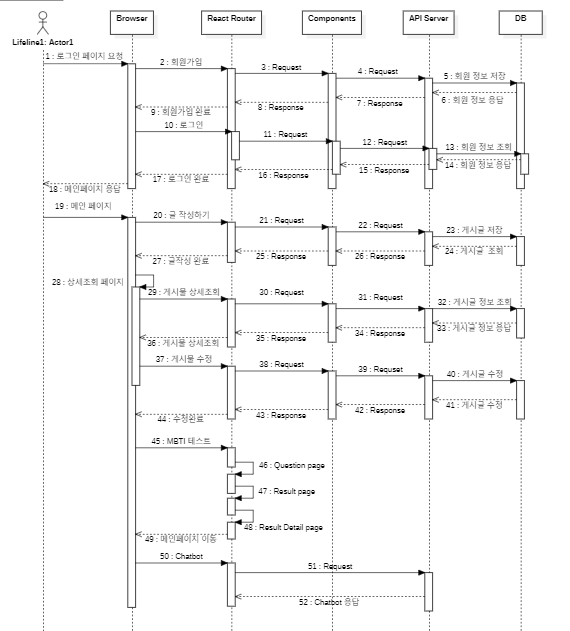 Browser
React Router
Components
API Server
DB
Lifeline1: Actor1
1 : 로그인 페이지 요청
2 : 회원가입
3 : Request
4 : Request
5 : 회원 정보 저장
6 : 회원 정보 응답
7 : Response
8 : Response
9 : 회원가입 완료
10 : 로그인
11 : Request
12 : Request
13 : 회원 정보 조회
14 : 회원 정보 응답
15 : Response
16 : Response
17 : 로그인 완료
18 : 메인페이지 응답
19 : 메인 페이지
20 : 글 작성하기
21 : Request
22 : Request
23 : 게시글 저장
24 : 게시글 조회
25 : Response
26 : Response
27 : 글작성 완료
28 : 상세조회 페이지
29 : 게시물 상세조회
30 : Request
31 : Request
32 : 게시글 정보 조회
33 : 게시글 정보 응답
34 : Response
35 : Response
36 : 게시물 상세조회
37 : 게시물 수정
38 : Request
39 : Requset
40 : 게시글 수정
41 : 게시글 수정
42 : Response
43 : Response
44 : 수정완료
45 : MBTI 테스트
46 : Question page
47 : Result page
48 : Result Detail page
49 : 메인페이지 이동
50 : Chatbot
51 : Request
52 : Chatbot 응답